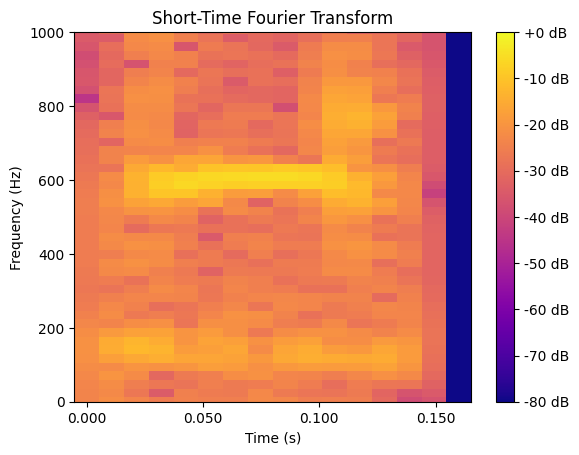 Short-Time Fourier Transform
1000
800
600
400
200
0
Frequency (Hz)
0.000
0.050
0.100
0.150
Time (s)
+0 dB
-10 dB
-20 dB
-30 dB
-40 dB
-50 dB
-60 dB
-70 dB
-80 dB